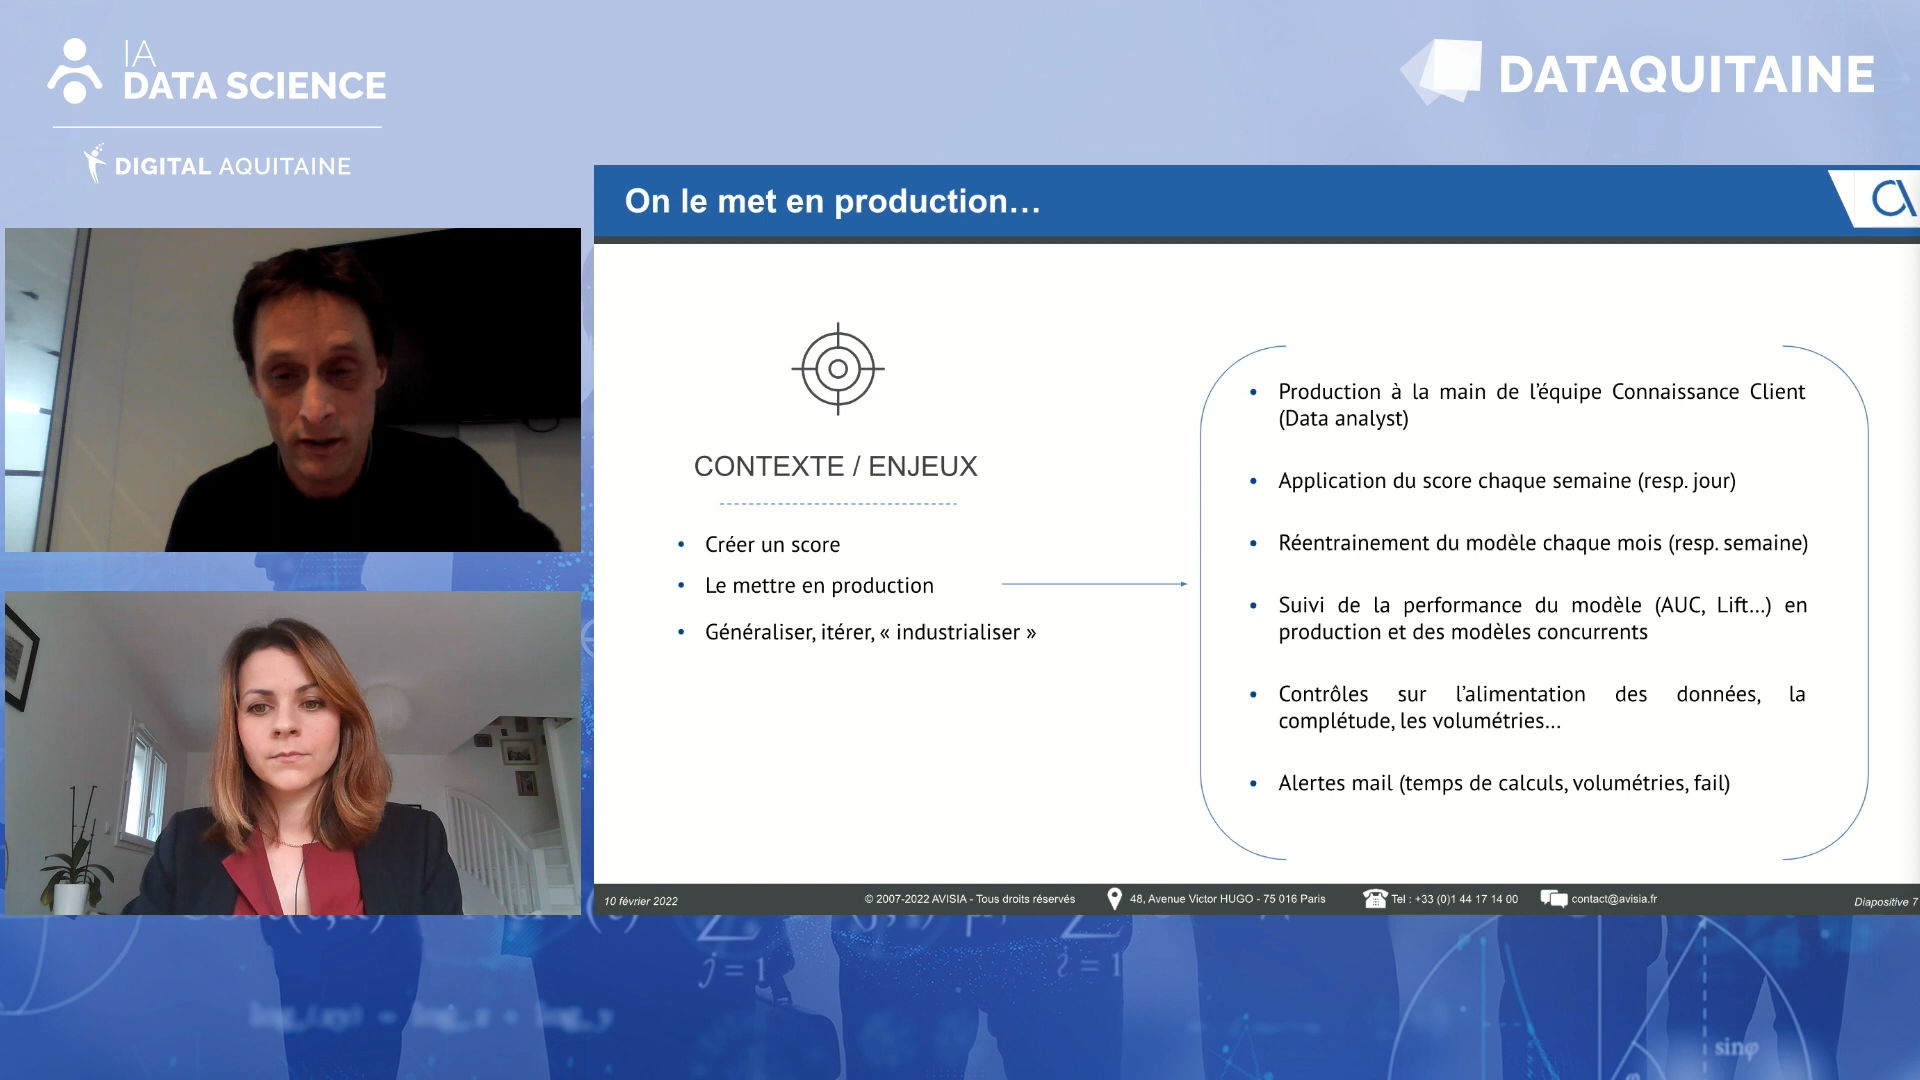 IA
DATA SCIENCE
DIGITAL AQUITAINE
DATAQUITAINE
On le met en production…
CONTEXTE / ENJEUX
• Créer un score
• Le mettre en production
• Généraliser, itérer, « industrialiser »
• Production à la main de l’équipe Connaissance Client
(Data analyst)
• Application du score chaque semaine (resp. jour)
• Réentrainement du modèle chaque mois (resp. semaine)
• Suivi de la performance du modèle (AUC, Lift…) en
production et des modèles concurrents
• Contrôles sur l’alimentation des données, la
complétude, les volumétries…
• Alertes mail (temps de calculs, volumétries, fail)
10 février 2022
© 2007-2022 AVISIA - Tous droits réservés
48, Avenue Victor HUGO - 75 016 Paris
Tel : +33 (0)1 44 17 14 00
contact@avisia.fr
Diapositive 7
j = 1
i = 1
sinφ